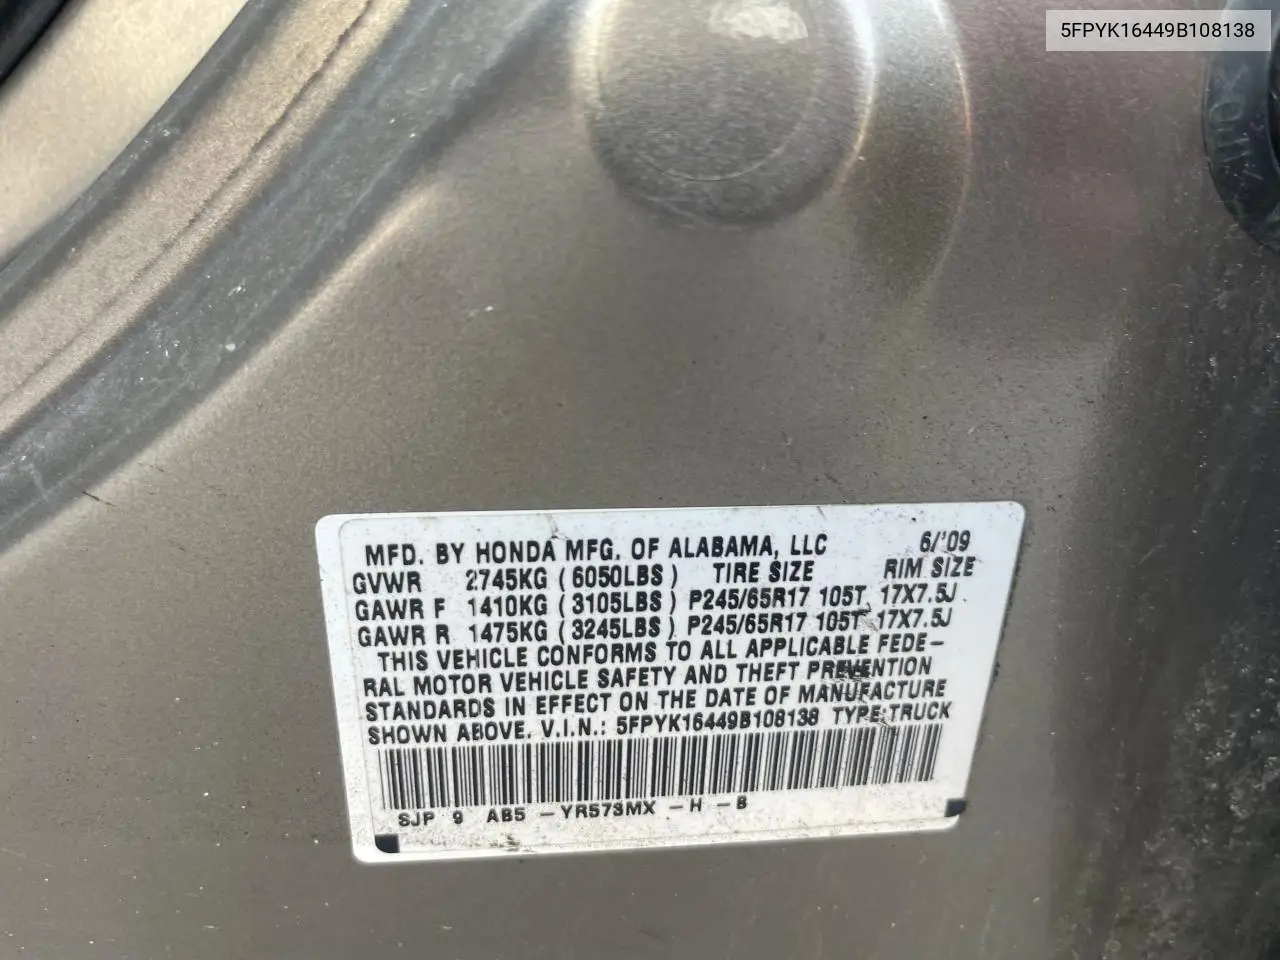 5FPYK16449B108138
MFD. BY HONDA MFG. OF ALABAMA, LLC 6/'09
GVWR 2745KG (6050LBS) TIRE SIZE RIM SIZE
GAWR F 1410KG (3105LBS) P245/65R17 105T 17X7.5J
GAWR R 1475KG (3245LBS) P245/65R17 105T 17X7.5J
THIS VEHICLE CONFORMS TO ALL APPLICABLE FEDE-
RAL MOTOR VEHICLE SAFETY AND THEFT PREVENTION
STANDARDS IN EFFECT ON THE DATE OF MANUFACTURE
SHOWN ABOVE. V.I.N.: 5FPYK16449B108138 TYPE:TRUCK
SJP 9 AB5 -YR573MX -H -B